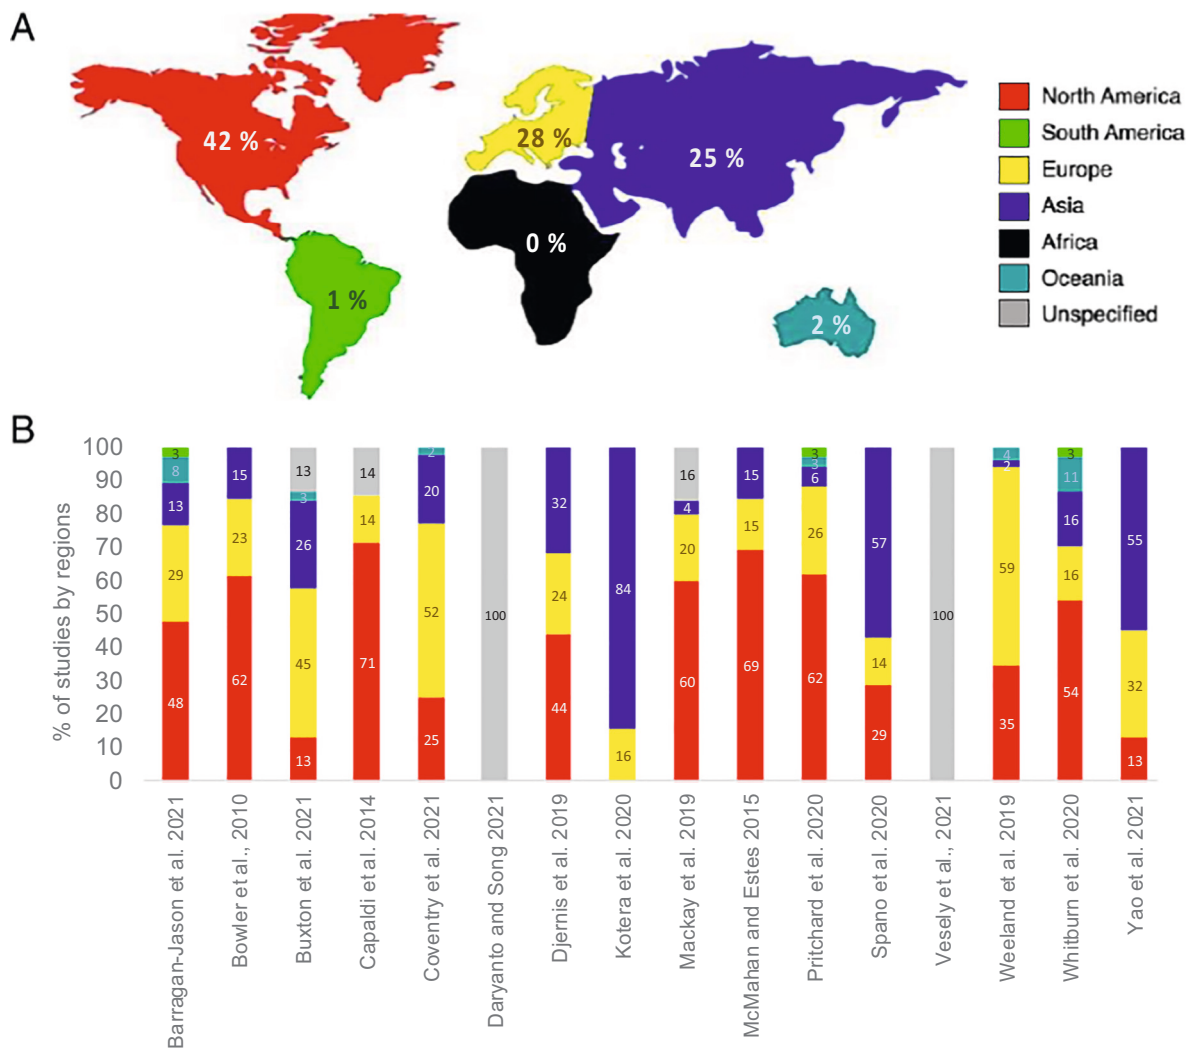 A
42 %
28 %
25 %
0 %
1 %
2 %
North America
South America
Europe
Asia
Africa
Oceania
Unspecified
B
% of studies by regions
100
90
80
70
60
50
40
30
20
10
0
3
8
13
29
48
15
23
62
13
3
26
45
13
14
14
71
2
20
52
25
100
32
24
44
84
16
16
4
20
60
15
15
69
3
3
6
26
62
57
14
29
100
4
2
59
35
3
11
16
16
54
55
32
13
Barragan-Jason et al. 2021
Bowler et al., 2010
Buxton et al. 2021
Capaldi et al. 2014
Coventry et al. 2021
Daryanto and Song 2021
Djernis et al. 2019
Kotera et al. 2020
Mackay et al. 2019
McMahan and Estes 2015
Pritchard et al. 2020
Spano et al. 2020
Vesely et al., 2021
Weeland et al. 2019
Whitburn et al. 2020
Yao et al. 2021